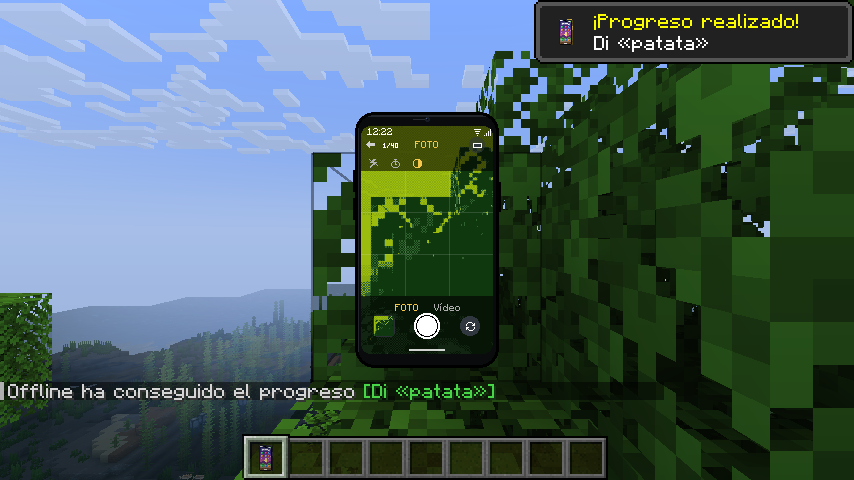 ¡Progreso realizado!
Di «patata»
12:22
1/40 FOTO
FOTO Vídeo
Offline ha conseguido el progreso [Di «patata»]